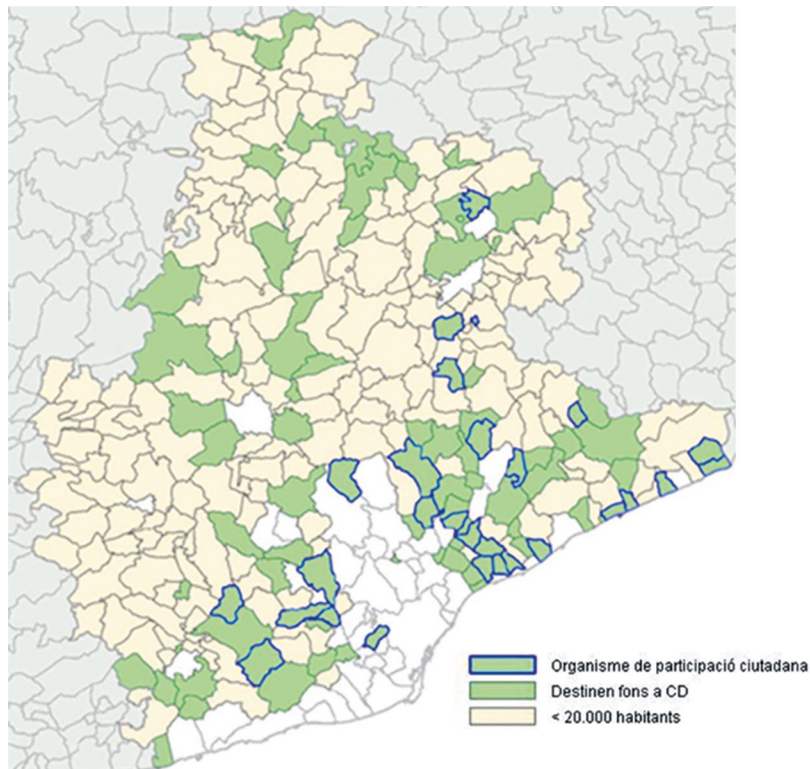 Organisme de participació ciutadana
Destinen fons a CD
< 20.000 habitants